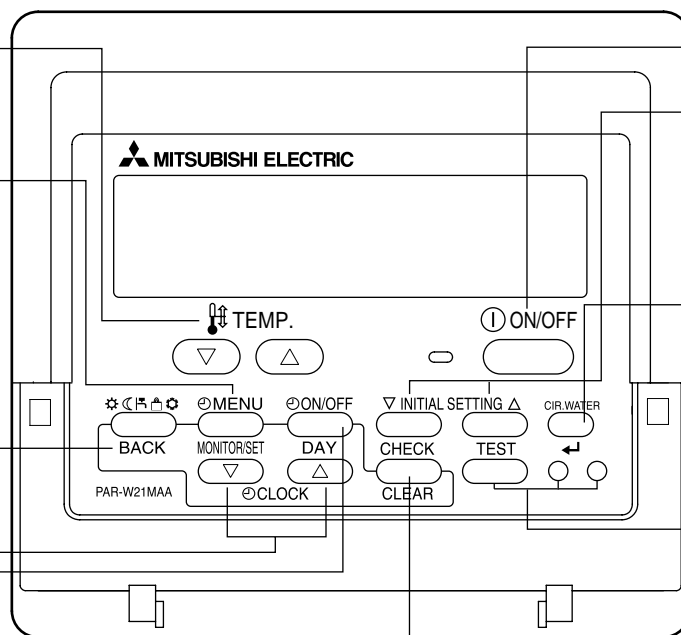 MITSUBISHI ELECTRIC
TEMP.
ON/OFF
MENU
ON/OFF
INITIAL SETTING
CIR.WATER
BACK
MONITOR/SET
DAY
CHECK
TEST
PAR-W21MAA
CLOCK
CLEAR